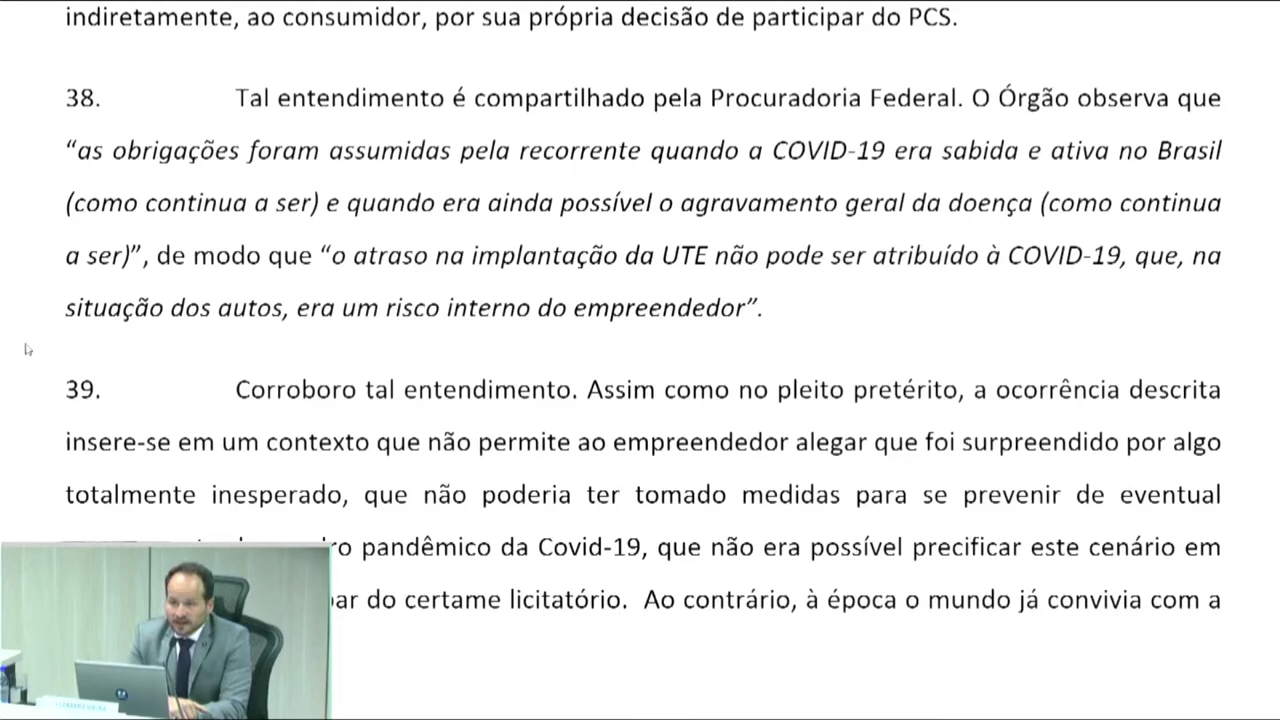 indiretamente, ao consumidor, por sua própria decisão de participar do PCS.
38. Tal entendimento é compartilhado pela Procuradoria Federal. O Órgão observa que
“as obrigações foram assumidas pela recorrente quando a COVID-19 era sabida e ativa no Brasil
(como continua a ser) e quando era ainda possível o agravamento geral da doença (como continua
a ser)”, de modo que “o atraso na implantação da UTE não pode ser atribuído à COVID-19, que, na
situação dos autos, era um risco interno do empreendedor”.
39. Corroboro tal entendimento. Assim como no pleito pretérito, a ocorrência descrita
insere-se em um contexto que não permite ao empreendedor alegar que foi surpreendido por algo
totalmente inesperado, que não poderia ter tomado medidas para se prevenir de eventual
pandêmico da Covid-19, que não era possível precificar este cenário em
do certame licitatório. Ao contrário, à época o mundo já convivia com a